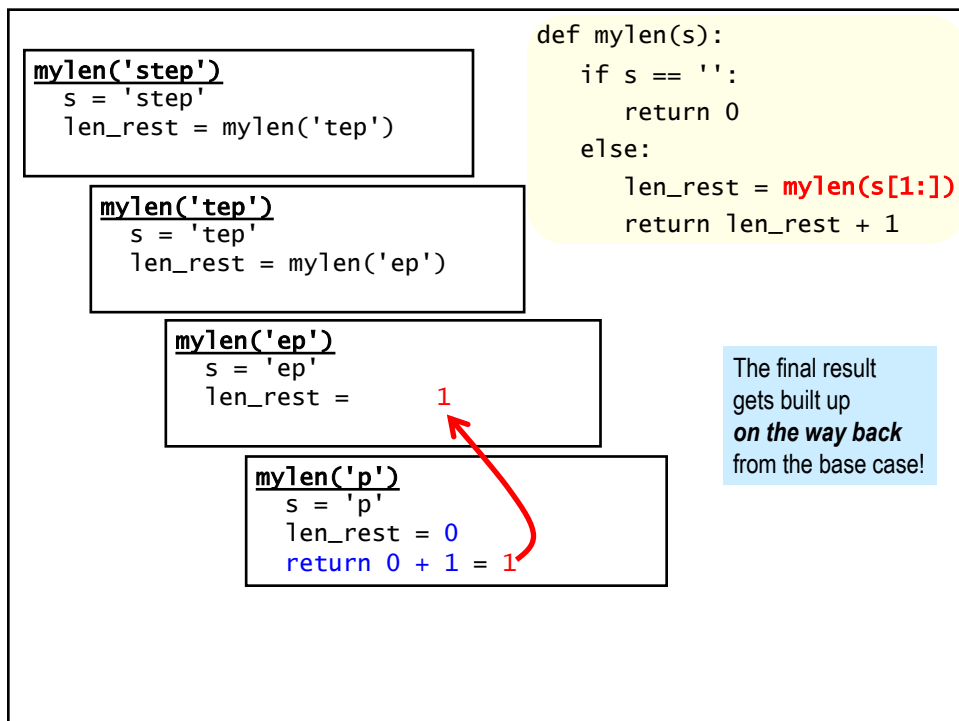 def mylen(s):
if s == '':
return 0
else:
len_rest = mylen(s[1:])
return len_rest + 1
mylen('step')
s = 'step'
len_rest = mylen('tep')
mylen('tep')
s = 'tep'
len_rest = mylen('ep')
mylen('ep')
s = 'ep'
len_rest = 1
mylen('p')
s = 'p'
len_rest = 0
return 0 + 1 = 1
The final result
gets built up
on the way back
from the base case!